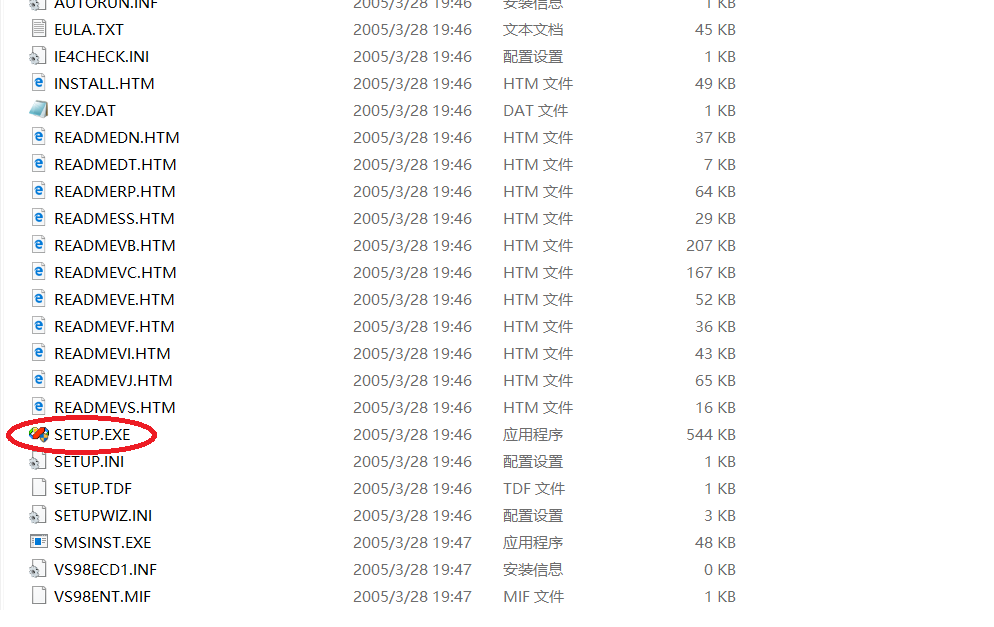 AUTORUN.INF 2005/3/28 19:46 安装信息 1 KB
EULA.TXT 2005/3/28 19:46 文本文档 45 KB
IE4CHECK.INI 2005/3/28 19:46 配置设置 1 KB
INSTALL.HTM 2005/3/28 19:46 HTM 文件 49 KB
KEY.DAT 2005/3/28 19:46 DAT 文件 1 KB
READMEDN.HTM 2005/3/28 19:46 HTM 文件 37 KB
READMEDT.HTM 2005/3/28 19:46 HTM 文件 7 KB
READMERP.HTM 2005/3/28 19:46 HTM 文件 64 KB
READMESS.HTM 2005/3/28 19:46 HTM 文件 29 KB
READMEVB.HTM 2005/3/28 19:46 HTM 文件 207 KB
READMEVC.HTM 2005/3/28 19:46 HTM 文件 167 KB
READMEVE.HTM 2005/3/28 19:46 HTM 文件 52 KB
READMEVF.HTM 2005/3/28 19:46 HTM 文件 36 KB
READMEVI.HTM 2005/3/28 19:46 HTM 文件 43 KB
READMEVJ.HTM 2005/3/28 19:46 HTM 文件 65 KB
READMEVS.HTM 2005/3/28 19:46 HTM 文件 16 KB
SETUP.EXE 2005/3/28 19:46 应用程序 544 KB
SETUP.INI 2005/3/28 19:46 配置设置 1 KB
SETUP.TDF 2005/3/28 19:46 TDF 文件 1 KB
SETUPWIZ.INI 2005/3/28 19:46 配置设置 3 KB
SMSINST.EXE 2005/3/28 19:47 应用程序 48 KB
VS98ECD1.INF 2005/3/28 19:47 安装信息 0 KB
VS98ENT.MIF 2005/3/28 19:47 MIF 文件 1 KB